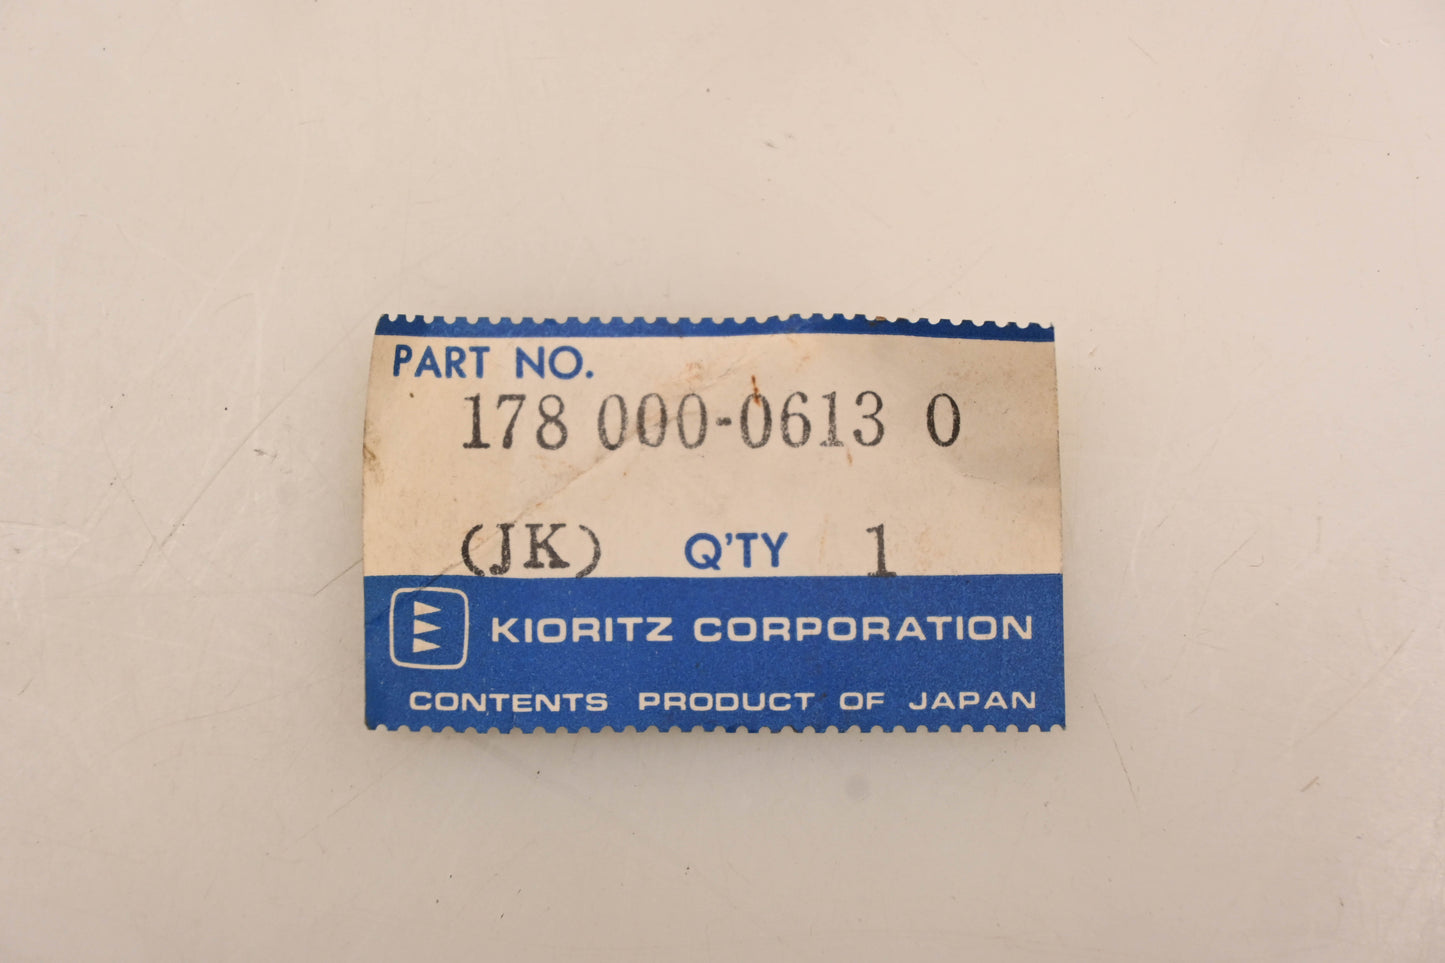 PART NO.
178 000-0613 0
(JK) Q'TY 1
KIORITZ CORPORATION
CONTENTS PRODUCT OF JAPAN